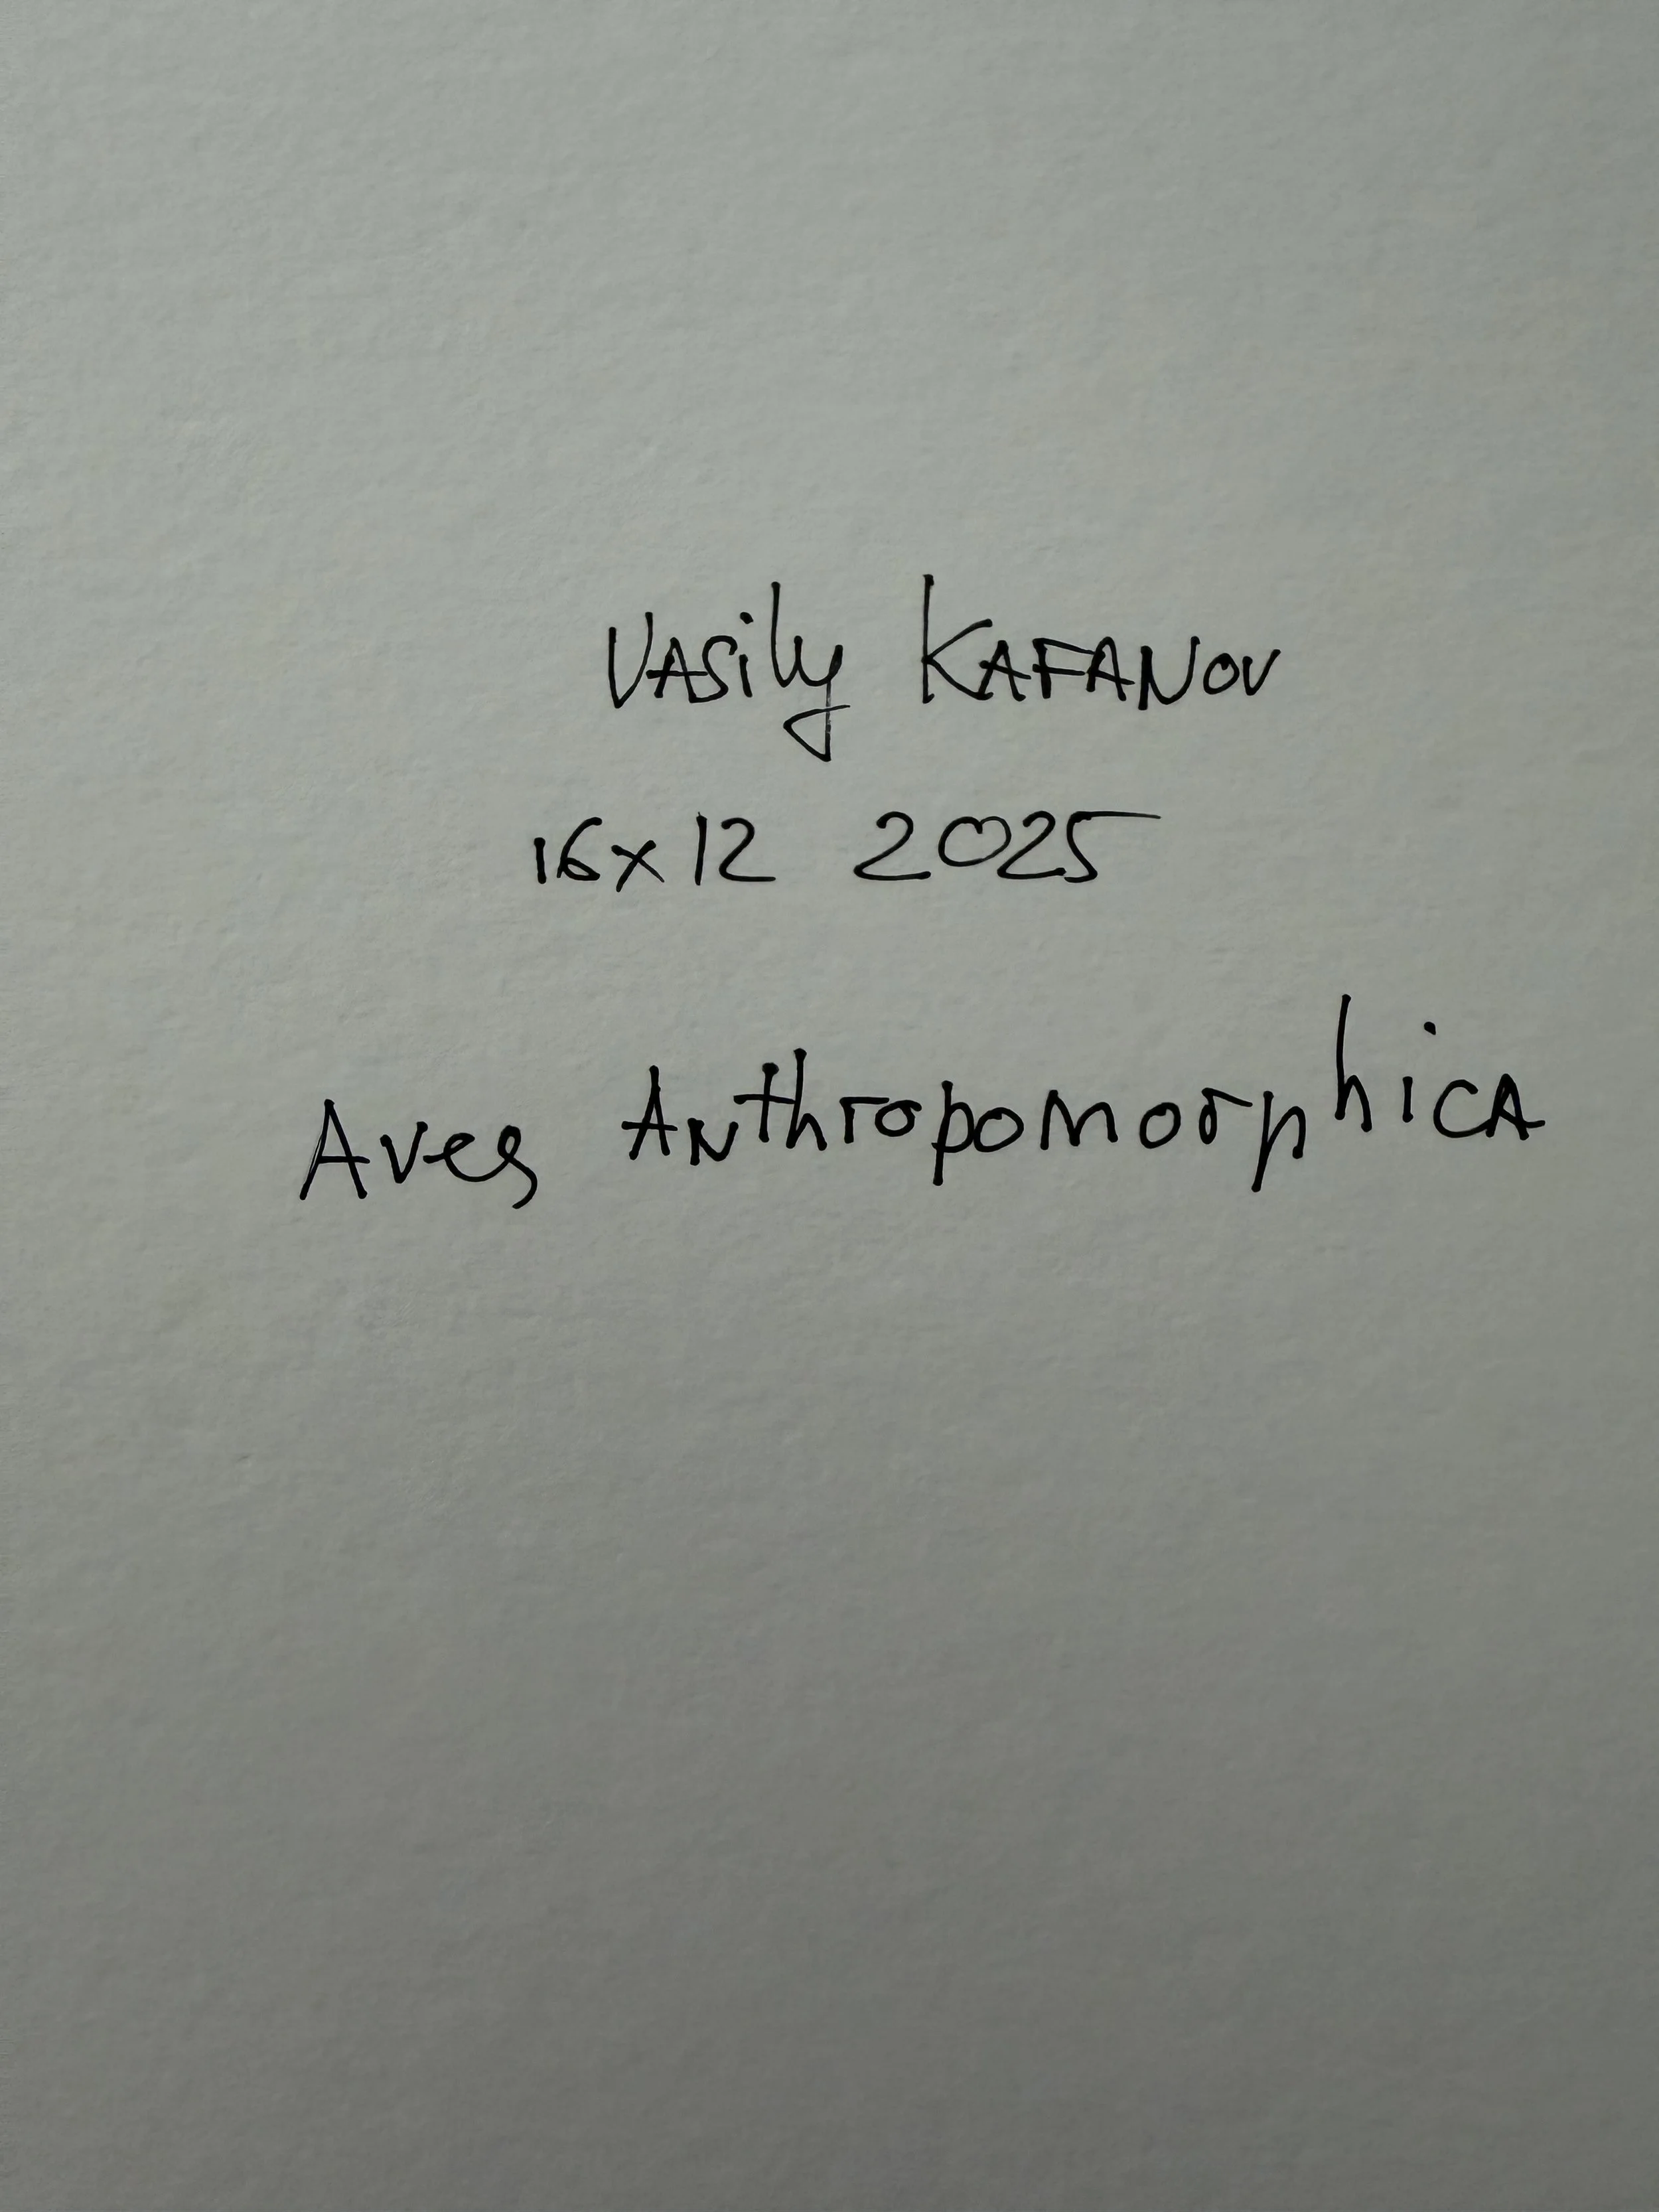 Vasily Kafanov
16x12 2025
Aves Anthropomorphica